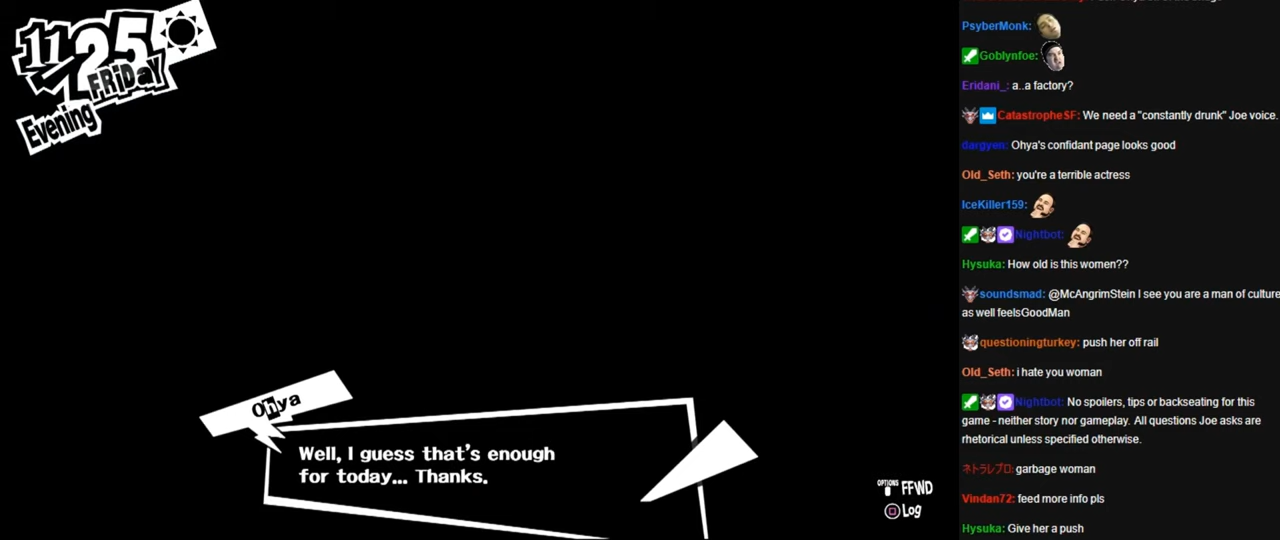 11/25
FRiDaY
Evening
Ohya
Well, I guess that's enough
for today... Thanks.
OPTIONS
FFWD
Log
PsyberMonk:
Goblynfoe:
Eridani_: a..a factory?
CatastropheSF: We need a "constantly drunk" Joe voice.
dargyen: Ohya's confidant page looks good
Old_Seth: you're a terrible actress
IceKiller159:
Nightbot:
Hysuka: How old is this women??
soundsmad: @McAngrimStein I see you are a man of culture
as well feelsGoodMan
questioningturkey: push her off rail
Old_Seth: i hate you woman
Nightbot: No spoilers, tips or backseating for this
game - neither story nor gameplay. All questions Joe asks are
rhetorical unless specified otherwise.
ネトラレプロ: garbage woman
Vindan72: feed more info pls
Hysuka: Give her a push